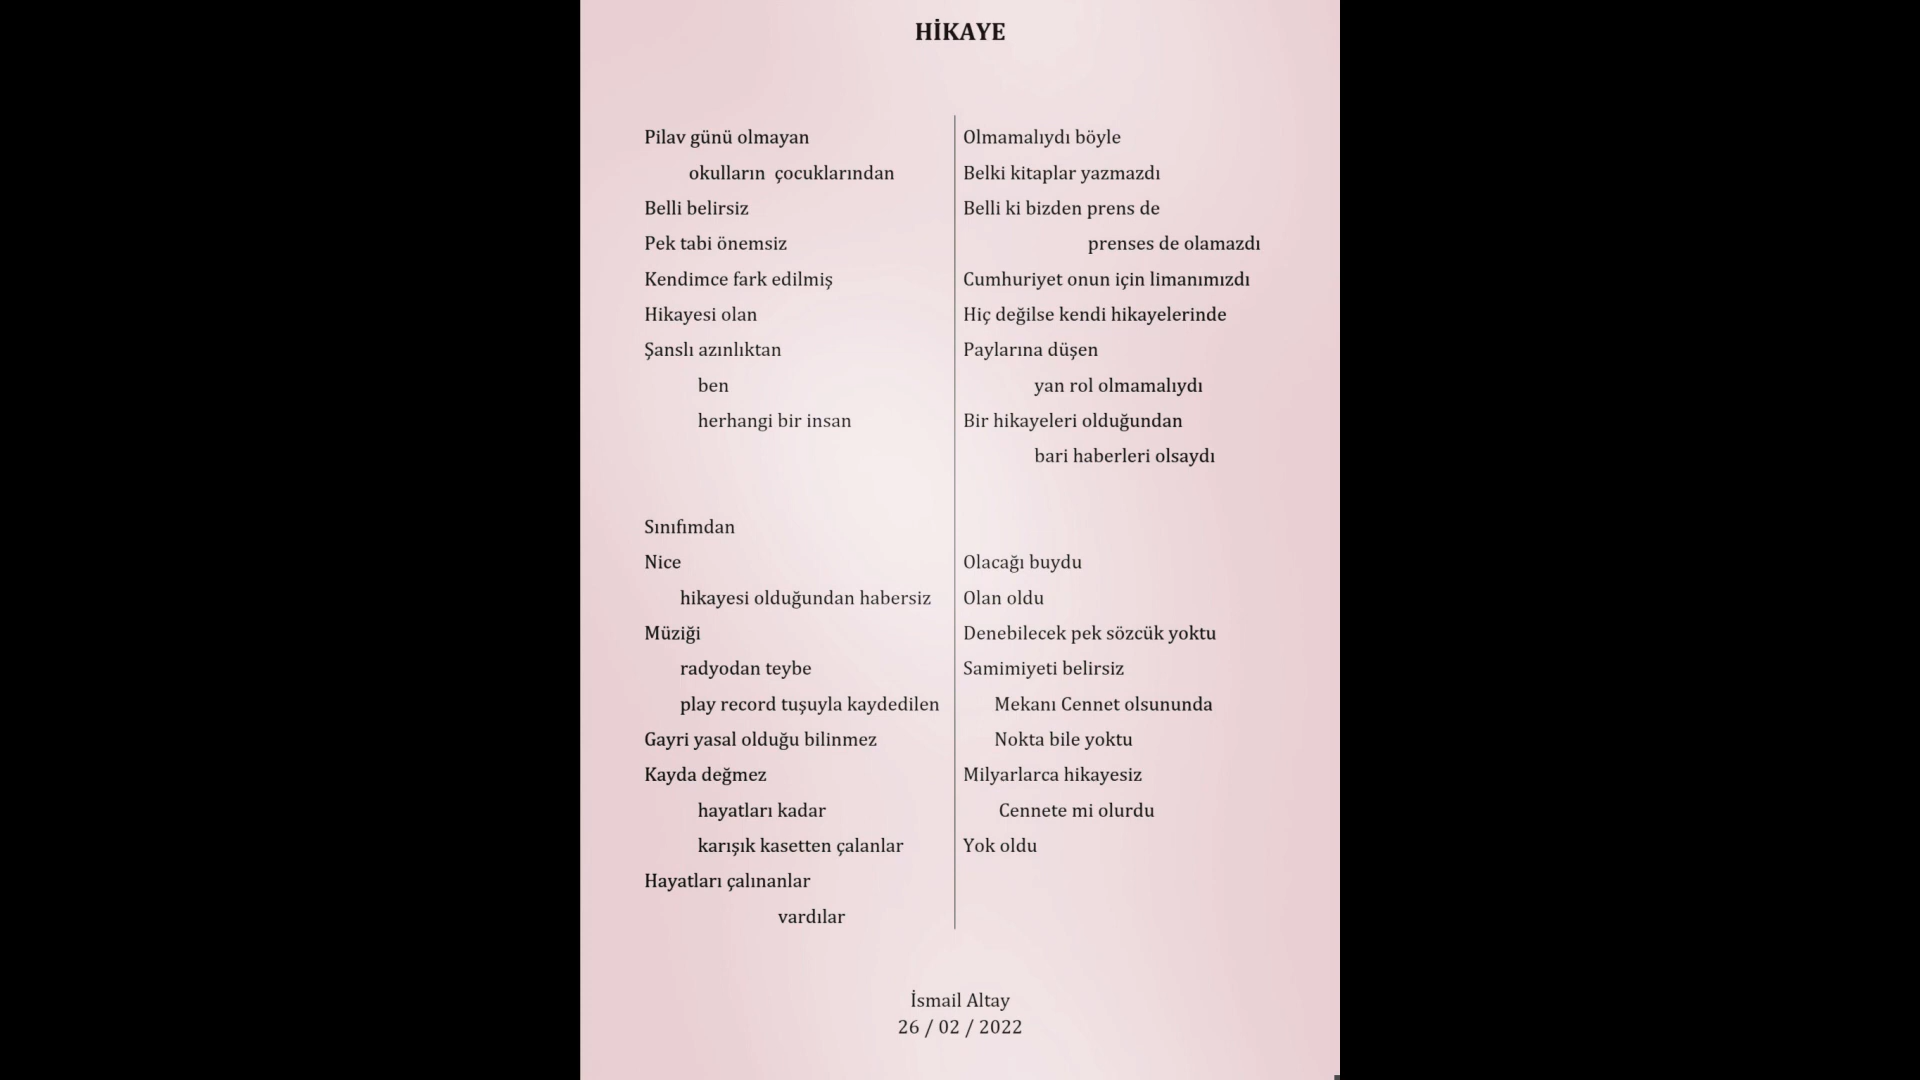 HİKAYE
Pilav günü olmayan
okulların çocuklarından
Belli belirsiz
Pek tabi önemsiz
Kendimce fark edilmiş
Hikayesi olan
Şanslı azınlıktan
ben
herhangi bir insan
Sınıfımdan
Nice
hikayesi olduğundan habersiz
Müziği
radyodan teybe
play record tuşuyla kaydedilen
Gayri yasal olduğu bilinmez
Kayda değmez
hayatları kadar
karışık kasetten çalanlar
Hayatları çalınanlar
vardılar
Olmamalıydı böyle
Belki kitaplar yazmazdı
Belli ki bizden prens de
prenses de olamazdı
Cumhuriyet onun için limanımızdı
Hiç değilse kendi hikayelerinde
Paylarına düşen
yan rol olmamalıydı
Bir hikayeleri olduğundan
bari haberleri olsaydı
Olacağı buydu
Olan oldu
Denebilecek pek sözcük yoktu
Samimiyeti belirsiz
Mekanı Cennet olsununda
Nokta bile yoktu
Milyarlarca hikayesiz
Cennete mi olurdu
Yok oldu
İsmail Altay
26 / 02 / 2022